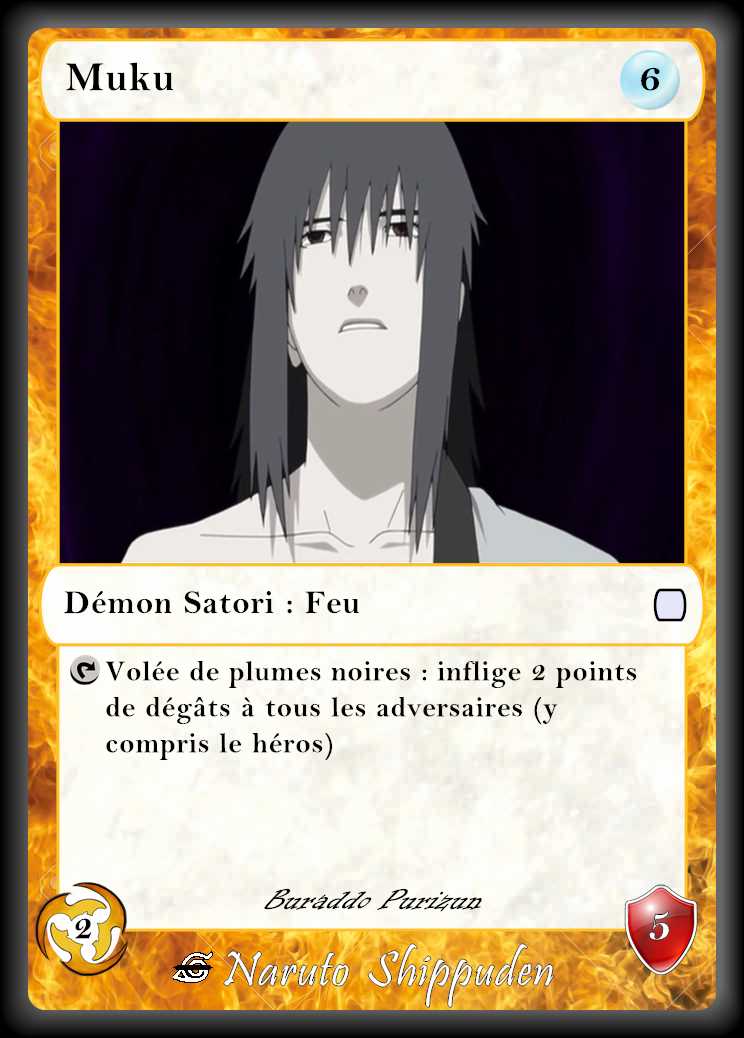 Muku
6
Démon Satori : Feu
Volée de plumes noires : inflige 2 points
de dégâts à tous les adversaires (y
compris le héros)
Buraddo Purizun
2
5
Naruto Shippuden